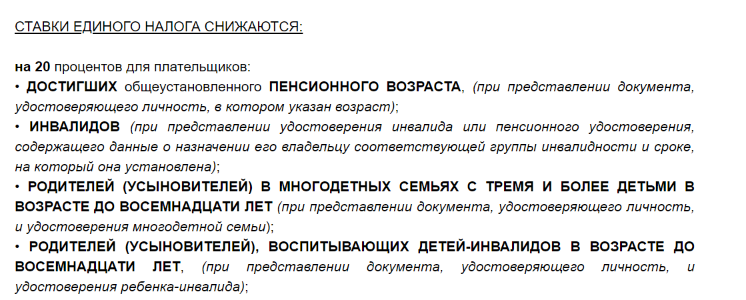 СТАВКИ ЕДИНОГО НАЛОГА СНИЖАЮТСЯ:
на 20 процентов для плательщиков:
• ДОСТИГШИХ общеустановленного ПЕНСИОННОГО ВОЗРАСТА, (при представлении документа,
удостоверяющего личность, в котором указан возраст);
• ИНВАЛИДОВ (при представлении удостоверения инвалида или пенсионного удостоверения,
содержащего данные о назначении его владельцу соответствующей группы инвалидности и сроке,
на который она установлена);
• РОДИТЕЛЕЙ (УСЫНОВИТЕЛЕЙ) В МНОГОДЕТНЫХ СЕМЬЯХ С ТРЕМЯ И БОЛЕЕ ДЕТЬМИ В
ВОЗРАСТЕ ДО ВОСЕМНАДЦАТИ ЛЕТ (при представлении документа, удостоверяющего личность,
и удостоверения многодетной семьи);
• РОДИТЕЛЕЙ (УСЫНОВИТЕЛЕЙ), ВОСПИТЫВАЮЩИХ ДЕТЕЙ-ИНВАЛИДОВ В ВОЗРАСТЕ ДО
ВОСЕМНАДЦАТИ ЛЕТ, (при представлении документа, удостоверяющего личность, и
удостоверения ребенка-инвалида);